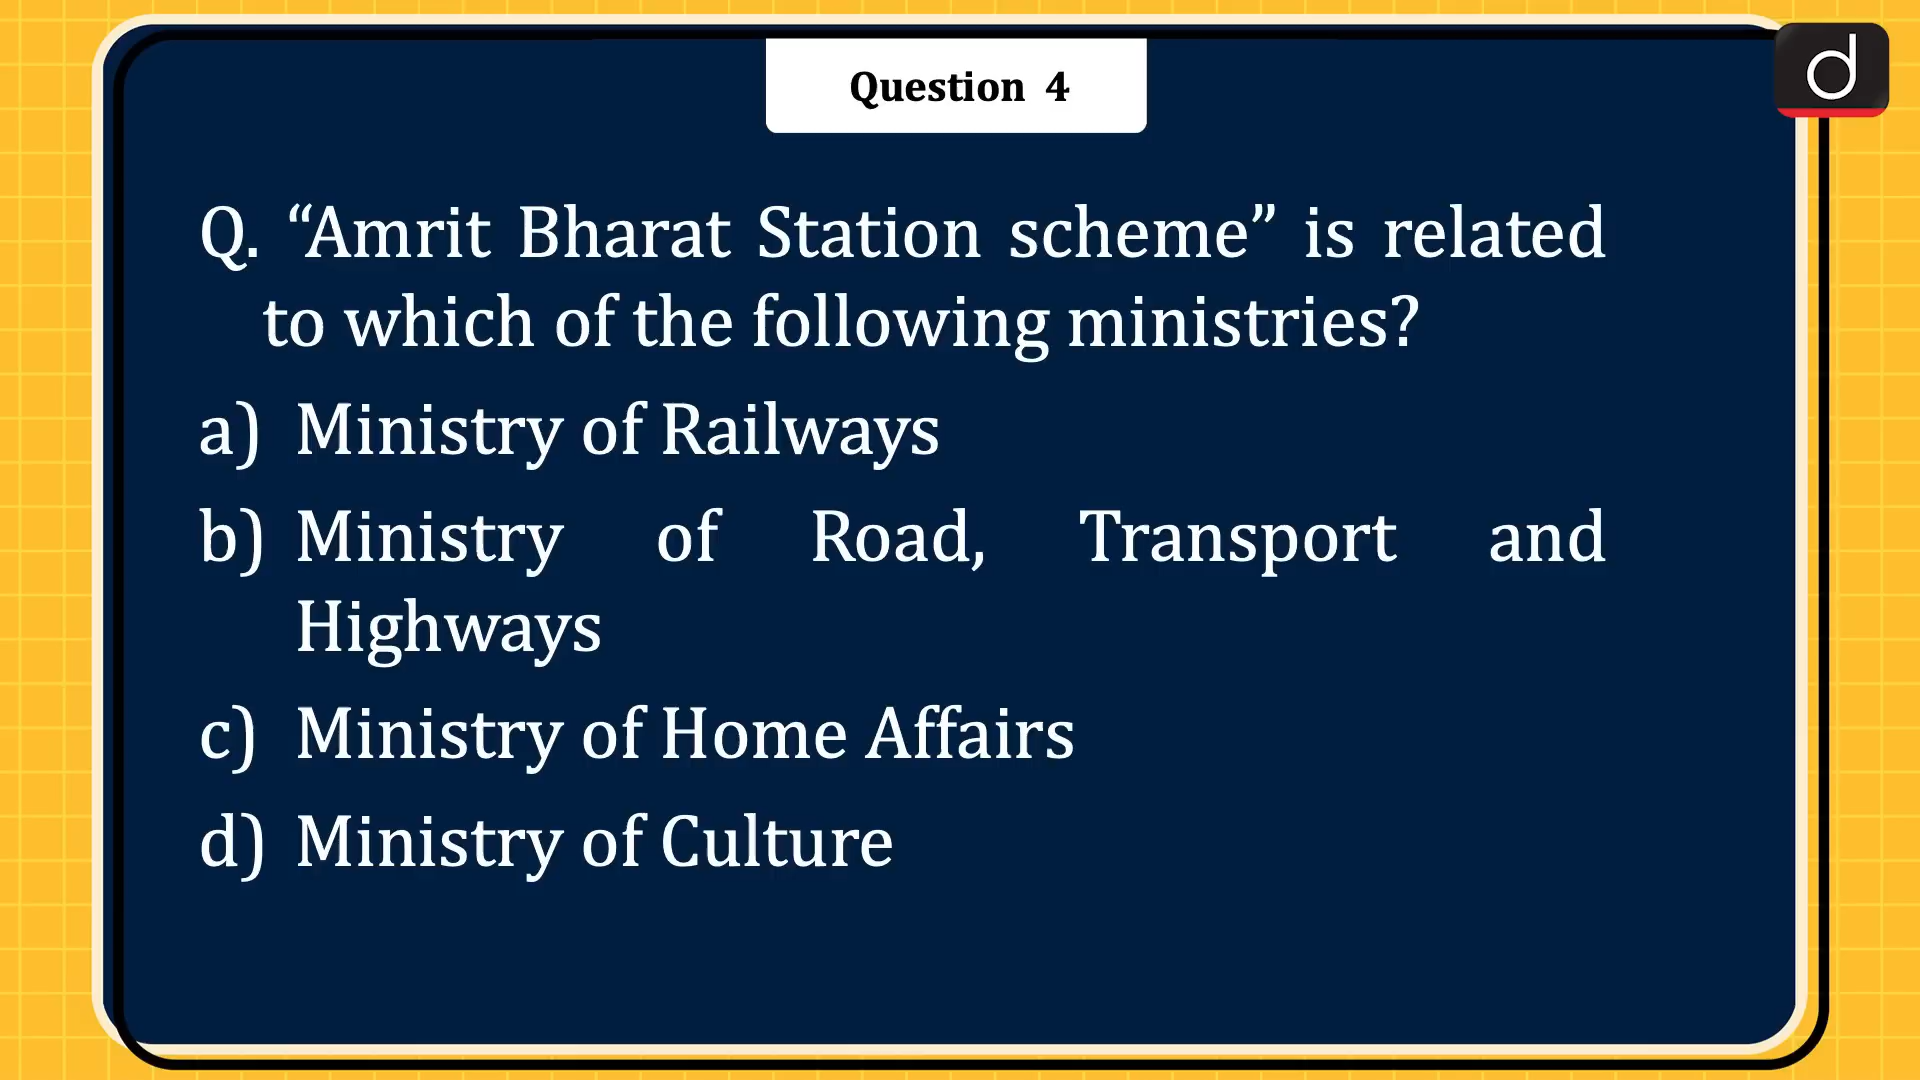 Question 4
Q. “Amrit Bharat Station scheme” is related
to which of the following ministries?
a) Ministry of Railways
b) Ministry of Road, Transport and
Highways
c) Ministry of Home Affairs
d) Ministry of Culture
d